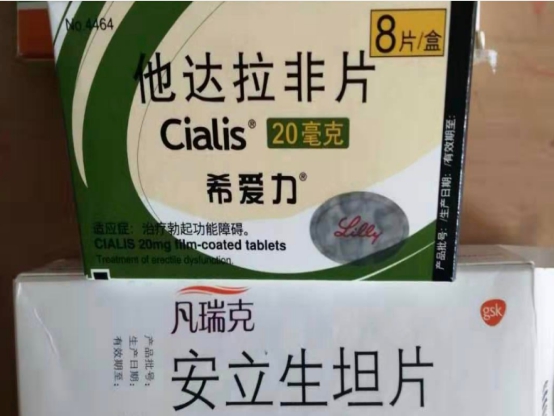 No.4464
8片/盒
他达拉非片
Cialis® 20毫克
希爱力®
Lilly
适应症：治疗勃起功能障碍。
CIALIS 20mg film-coated tablets
Treatment of erectile dysfunction.
产品批号：/生产日期：/有效期至：
凡瑞克
gsk
安立生坦片
产品批号：
生产日期：
有效期至：